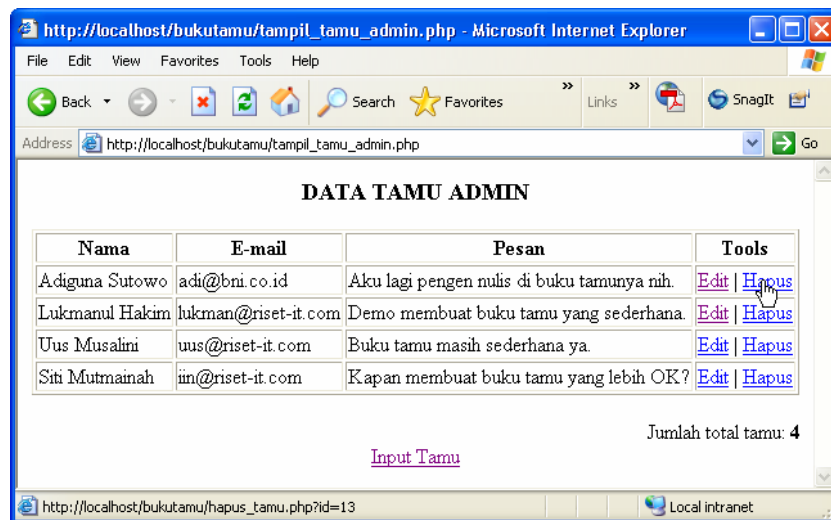 http://localhost/bukutamu/tampil_tamu_admin.php - Microsoft Internet Explorer
File Edit View Favorites Tools Help
Back Search Favorites » Links » SnagIt
Address http://localhost/bukutamu/tampil_tamu_admin.php Go
DATA TAMU ADMIN
Nama E-mail Pesan Tools
Adiguna Sutowo adi@bni.co.id Aku lagi pengen nulis di buku tamunya nih. Edit | Hapus
Lukmanul Hakim lukman@riset-it.com Demo membuat buku tamu yang sederhana. Edit | Hapus
Uus Musalini uus@riset-it.com Buku tamu masih sederhana ya. Edit | Hapus
Siti Mutmainah iin@riset-it.com Kapan membuat buku tamu yang lebih OK? Edit | Hapus
Jumlah total tamu: 4
Input Tamu
http://localhost/bukutamu/hapus_tamu.php?id=13 Local intranet